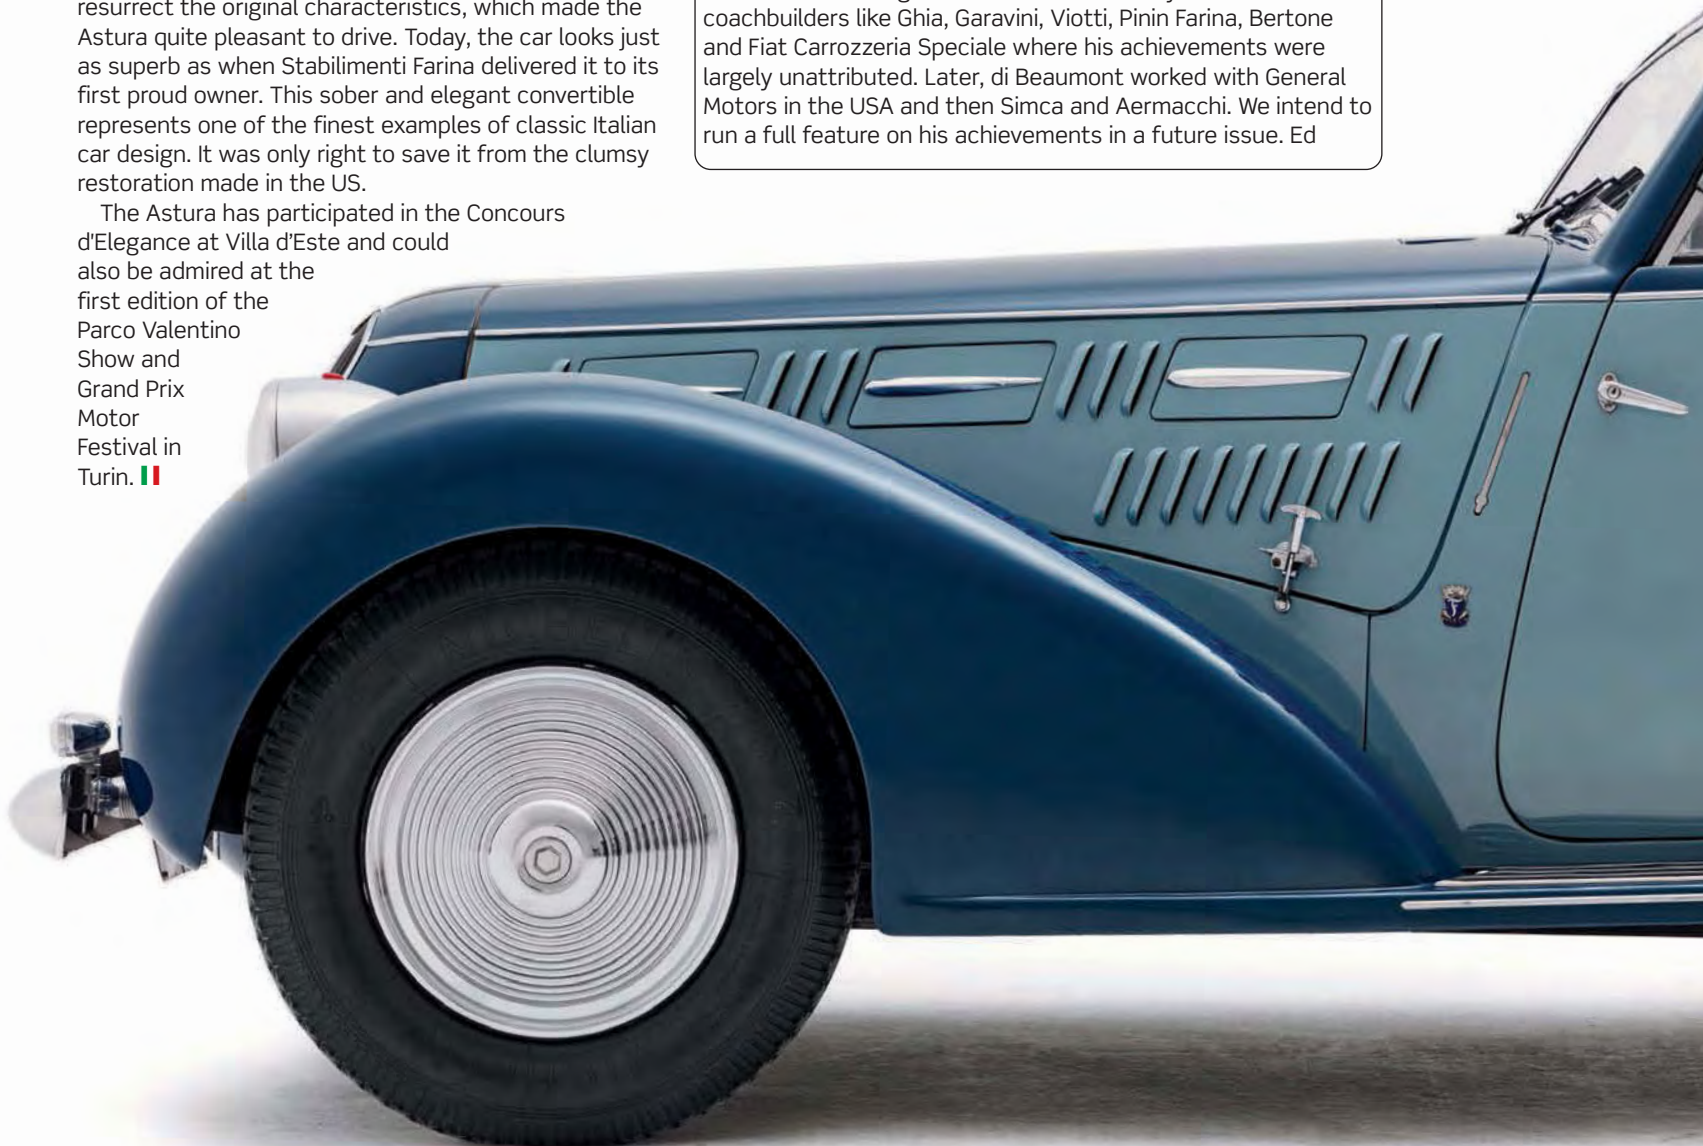 resurrect the original characteristics, which made the
Astura quite pleasant to drive. Today, the car looks just
as superb as when Stabilimenti Farina delivered it to its
first proud owner. This sober and elegant convertible
represents one of the finest examples of classic Italian
car design. It was only right to save it from the clumsy
restoration made in the US.
The Astura has participated in the Concours
d'Elegance at Villa d’Este and could
also be admired at the
first edition of the
Parco Valentino
Show and
Grand Prix
Motor
Festival in
Turin.
coachbuilders like Ghia, Garavini, Viotti, Pinin Farina, Bertone
and Fiat Carrozzeria Speciale where his achievements were
largely unattributed. Later, di Beaumont worked with General
Motors in the USA and then Simca and Aermacchi. We intend to
run a full feature on his achievements in a future issue. Ed